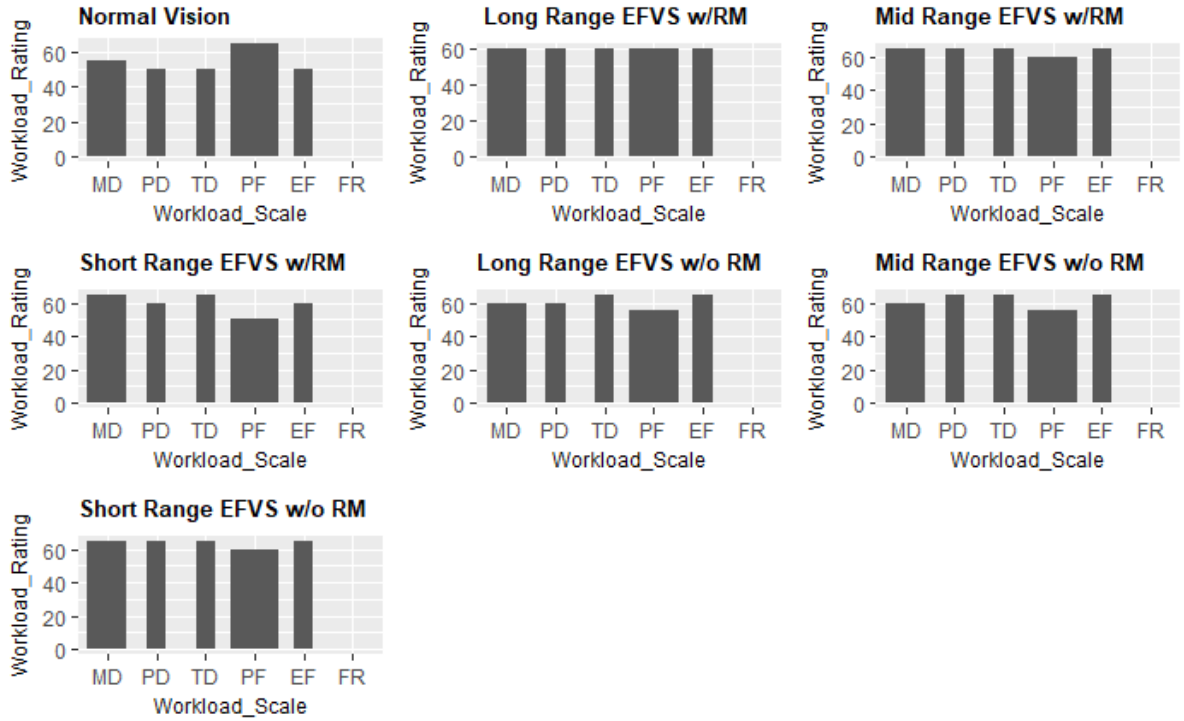 Normal Vision
Workload_Rating
60
40
20
0
MD PD TD PF EF FR
Workload_Scale
Long Range EFVS w/RM
Workload_Rating
60
40
20
0
MD PD TD PF EF FR
Workload_Scale
Mid Range EFVS w/RM
Workload_Rating
60
40
20
0
MD PD TD PF EF FR
Workload_Scale
Short Range EFVS w/RM
Workload_Rating
60
40
20
0
MD PD TD PF EF FR
Workload_Scale
Long Range EFVS w/o RM
Workload_Rating
60
40
20
0
MD PD TD PF EF FR
Workload_Scale
Mid Range EFVS w/o RM
Workload_Rating
60
40
20
0
MD PD TD PF EF FR
Workload_Scale
Short Range EFVS w/o RM
Workload_Rating
60
40
20
0
MD PD TD PF EF FR
Workload_Scale